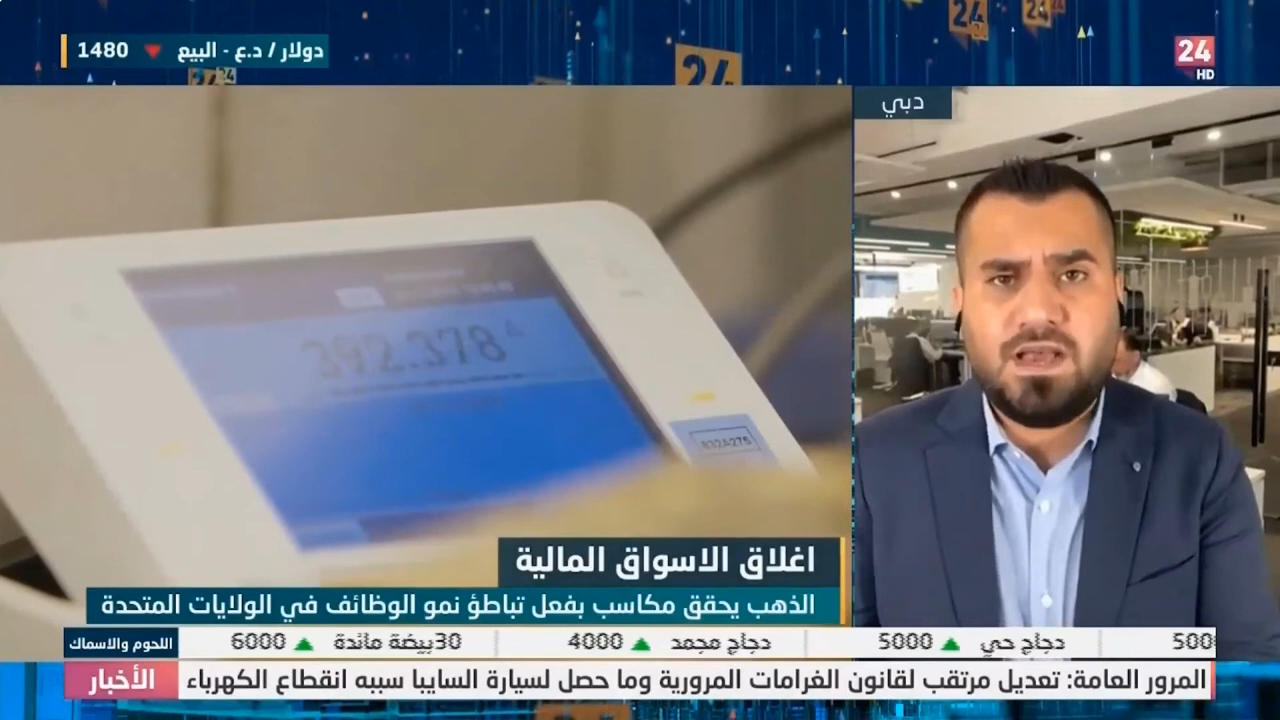 دولار / د.ع - البيع ▼ 1480
24
24
24
24
HD
دبي
392.378
8324275
اغلاق الاسواق المالية
الذهب يحقق مكاسب بفعل تباطؤ نمو الوظائف في الولايات المتحدة
اللحوم والاسماك
500
دجاج حي ▲ 5000
دجاج مجمد ▲ 4000
30بيضة مائدة ▲ 6000
الأخبار
المرور العامة: تعديل مرتقب لقانون الغرامات المرورية وما حصل لسيارة السايبا سببه انقطاع الكهرباء